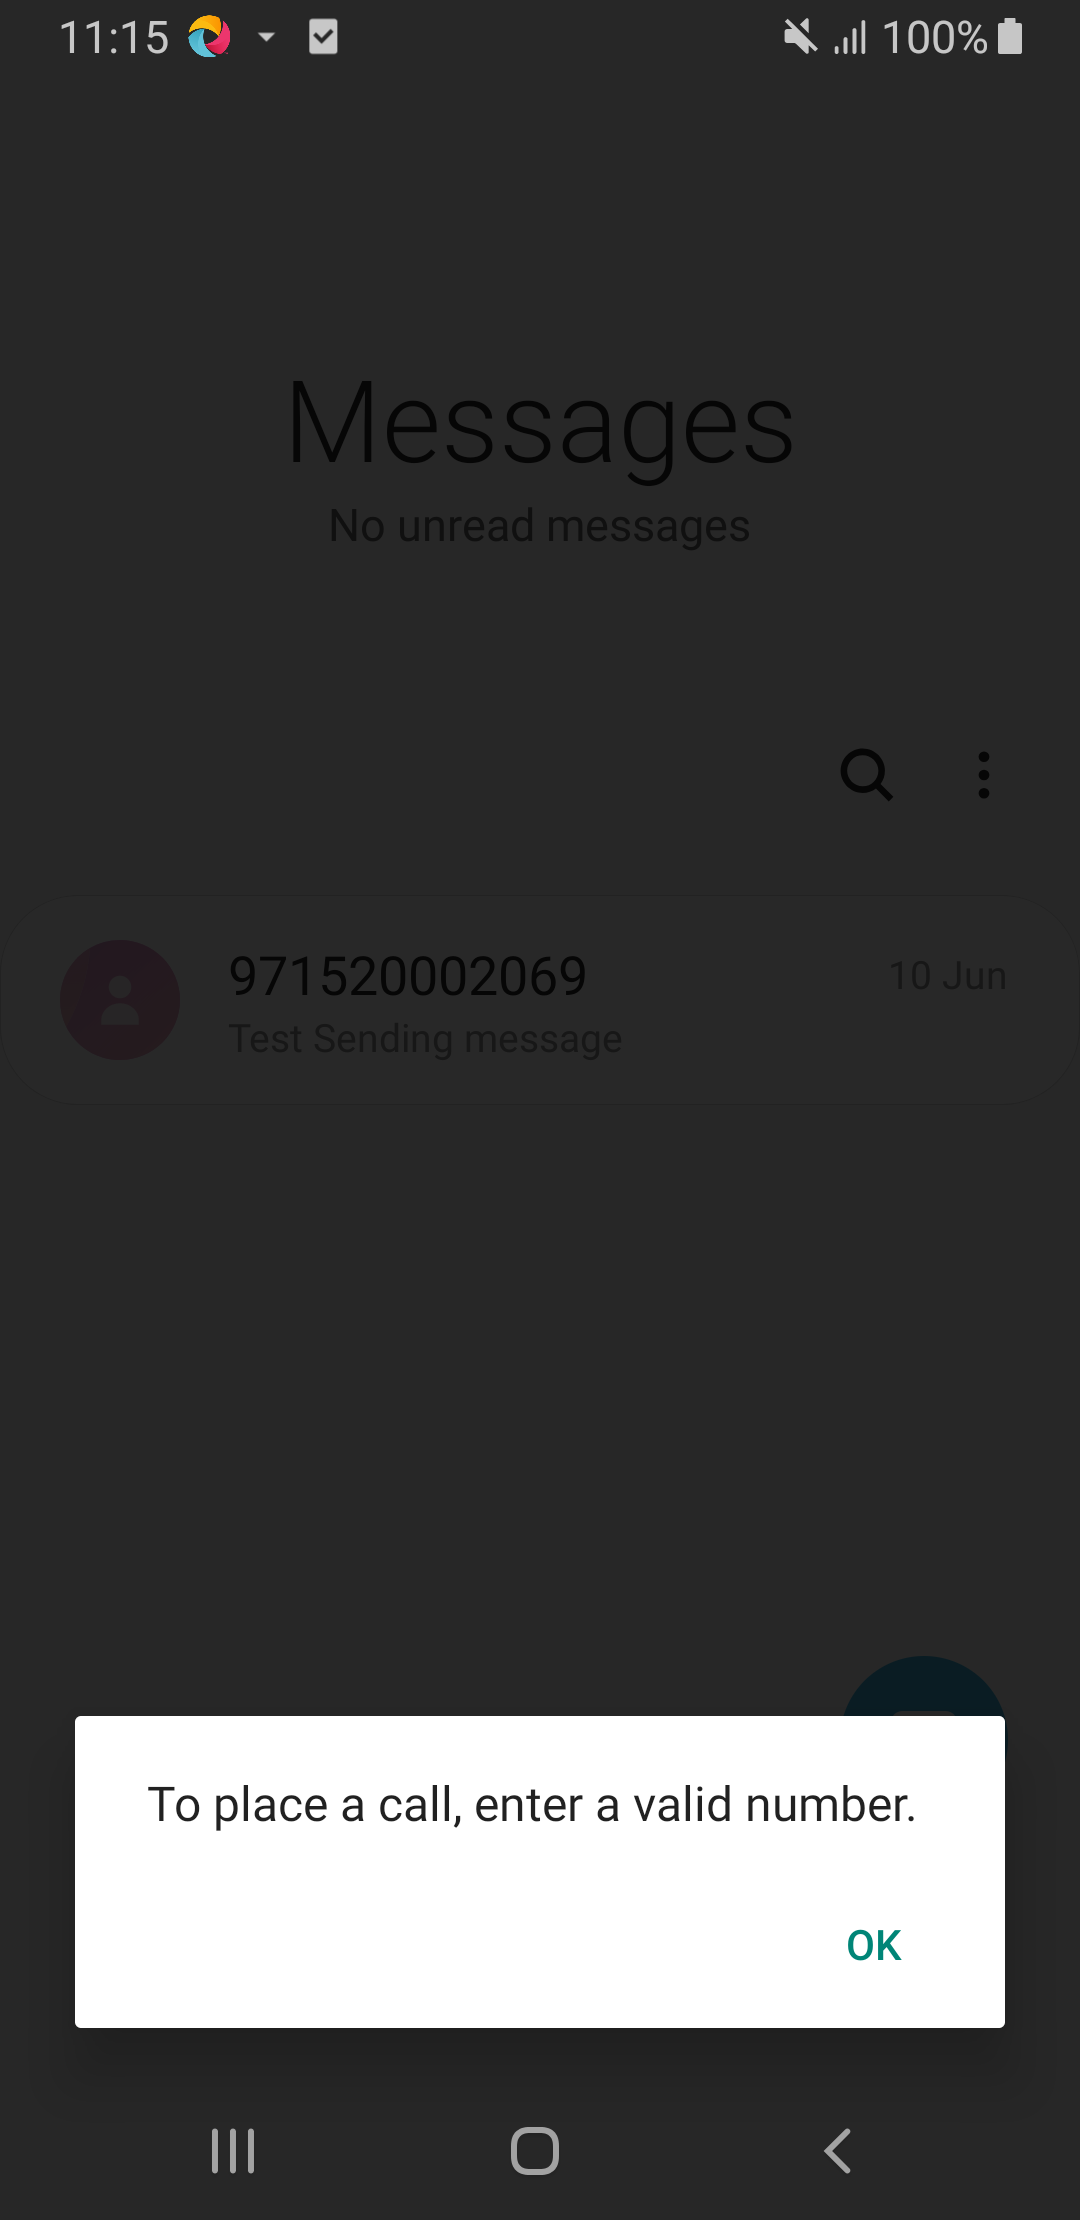 11:15
100%
Messages
No unread messages
971520002069
10 Jun
Test Sending message
To place a call, enter a valid number.
OK